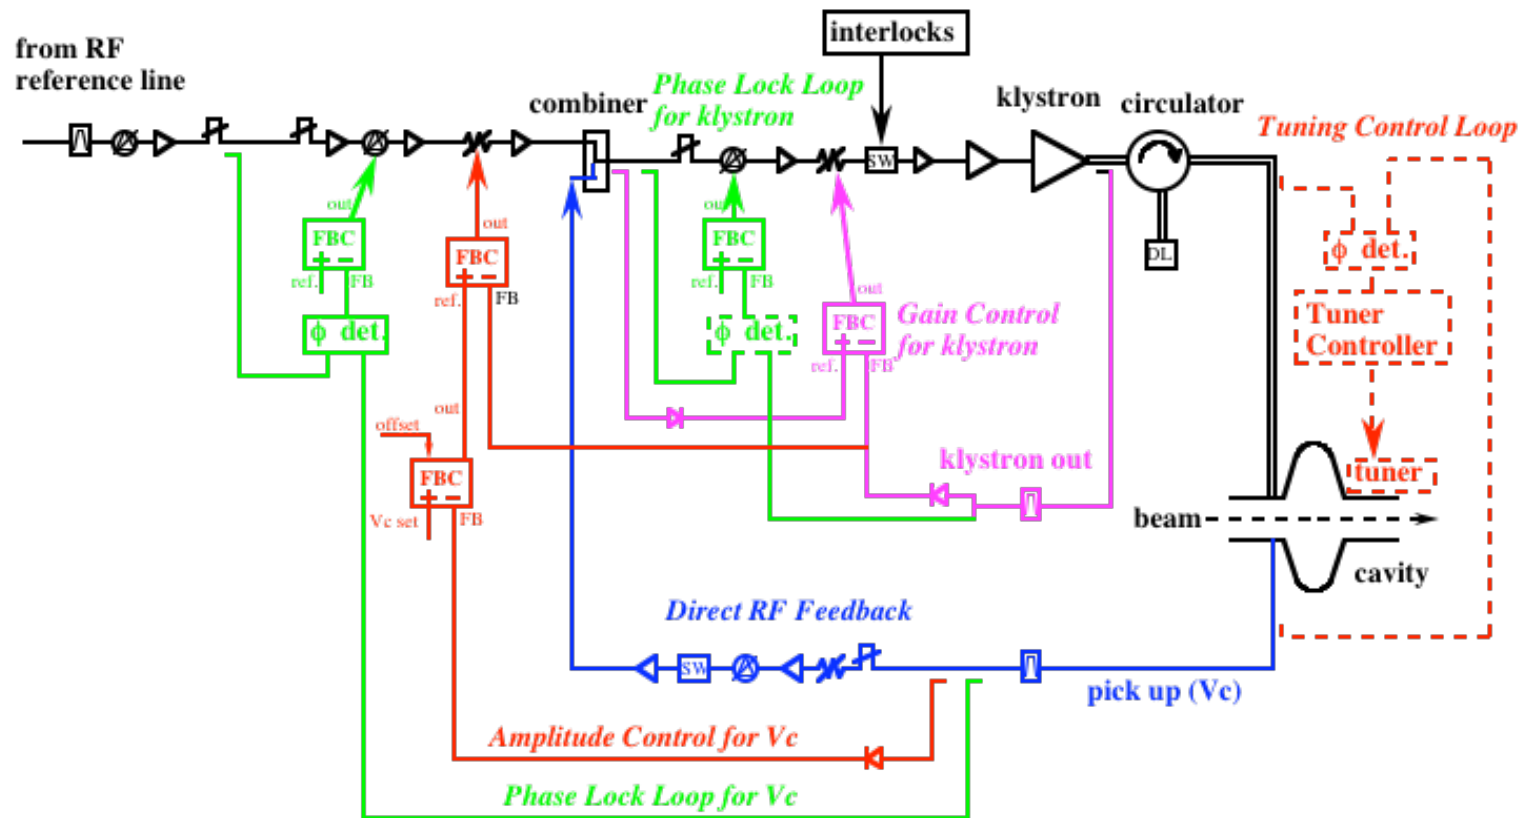 from RF
reference line
interlocks
Phase Lock Loop
for klystron
combiner
klystron
circulator
Tuning Control Loop
SW
out
FBC
ref.
FB
φ det.
out
FBC
ref.
FB
out
FBC
ref.
FB
φ det.
out
FBC
ref.
FB
Gain Control
for klystron
DL
φ det.
Tuner
Controller
tuner
out
offset
FBC
Vc set
FB
klystron out
beam
cavity
Direct RF Feedback
SW
pick up (Vc)
Amplitude Control for Vc
Phase Lock Loop for Vc